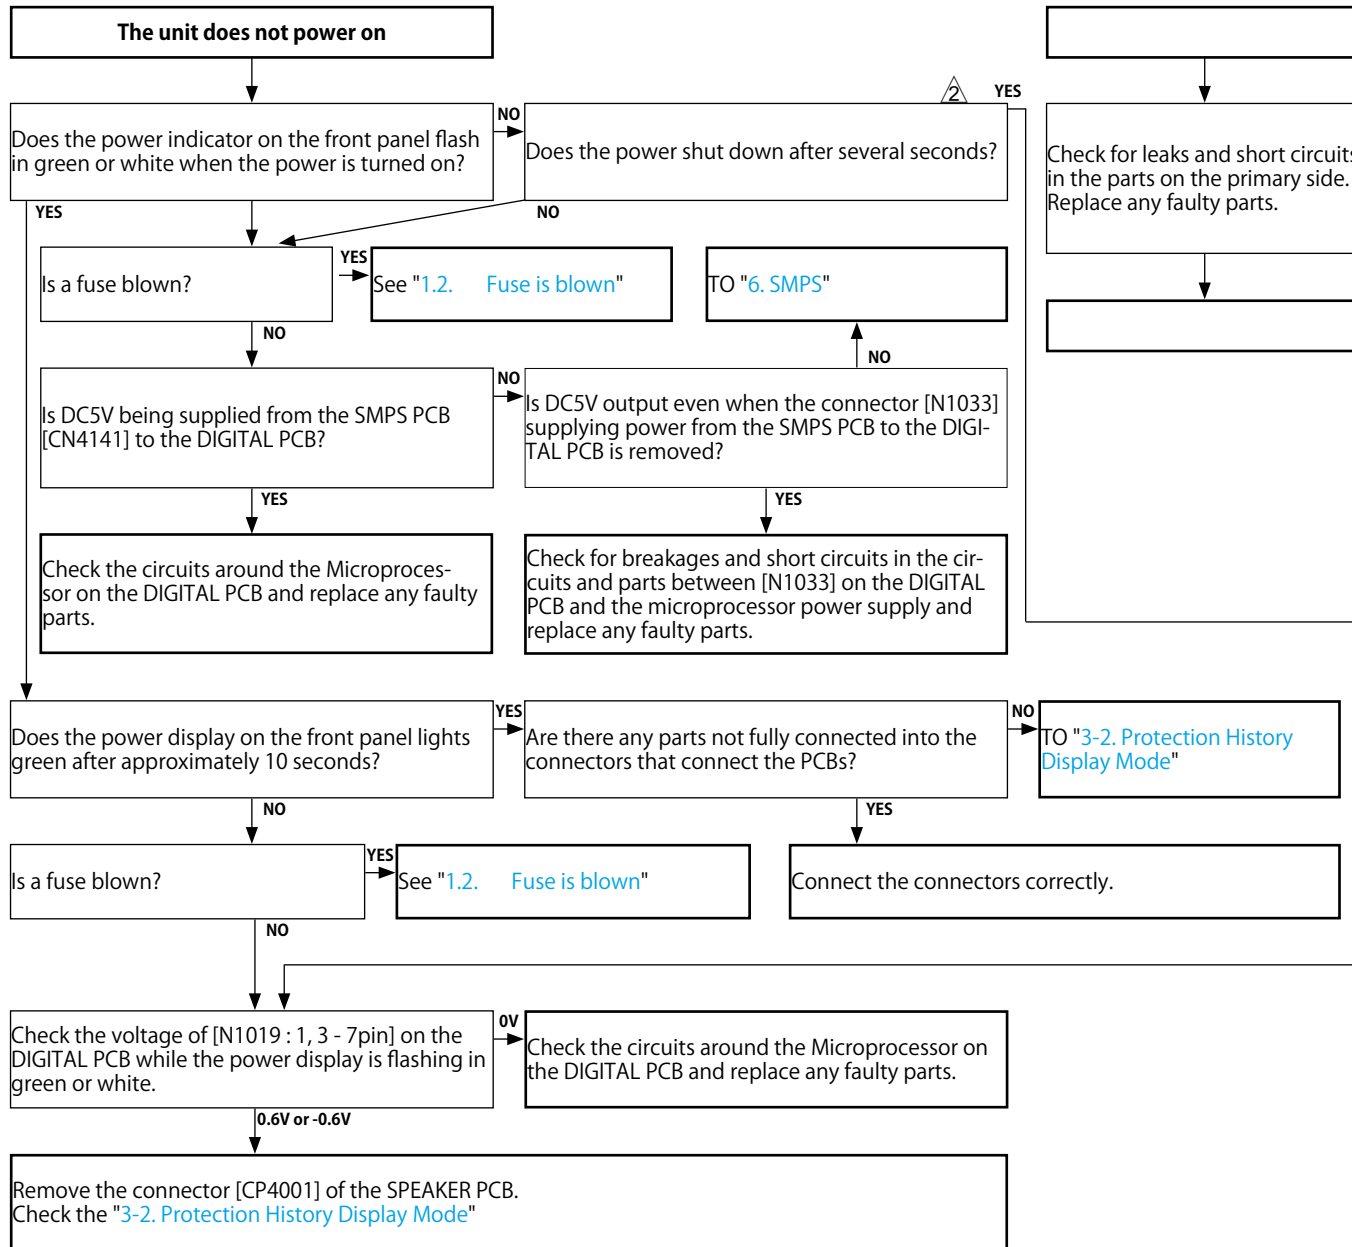 The unit does not power on
2
YES
NO
Does the power indicator on the front panel flash
in green or white when the power is turned on?
Does the power shut down after several seconds?
Check for leaks and short circuits
in the parts on the primary side.
Replace any faulty parts.
YES
NO
Is a fuse blown?
YES
See "1.2. Fuse is blown"
TO "6. SMPS"
NO
NO
NO
Is DC5V being supplied from the SMPS PCB
[CN4141] to the DIGITAL PCB?
Is DC5V output even when the connector [N1033]
supplying power from the SMPS PCB to the DIGI-
TAL PCB is removed?
YES
YES
Check the circuits around the Microproces-
sor on the DIGITAL PCB and replace any faulty
parts.
Check for breakages and short circuits in the cir-
cuits and parts between [N1033] on the DIGITAL
PCB and the microprocessor power supply and
replace any faulty parts.
Does the power display on the front panel lights
green after approximately 10 seconds?
YES
Are there any parts not fully connected into the
connectors that connect the PCBs?
NO
TO "3-2. Protection History
Display Mode"
NO
YES
Is a fuse blown?
YES
See "1.2. Fuse is blown"
Connect the connectors correctly.
NO
Check the voltage of [N1019 : 1, 3 - 7pin] on the
DIGITAL PCB while the power display is flashing in
green or white.
0V
Check the circuits around the Microprocessor on
the DIGITAL PCB and replace any faulty parts.
0.6V or -0.6V
Remove the connector [CP4001] of the SPEAKER PCB.
Check the "3-2. Protection History Display Mode"